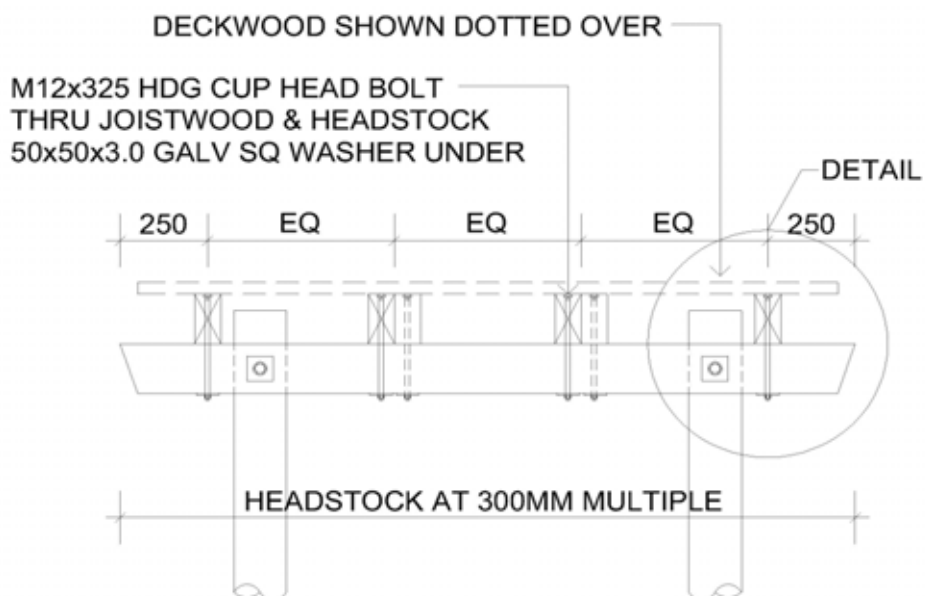 DECKWOOD SHOWN DOTTED OVER
M12x325 HDG CUP HEAD BOLT
THRU JOISTWOOD & HEADSTOCK
50x50x3.0 GALV SQ WASHER UNDER
DETAIL
250 EQ EQ EQ 250
HEADSTOCK AT 300MM MULTIPLE